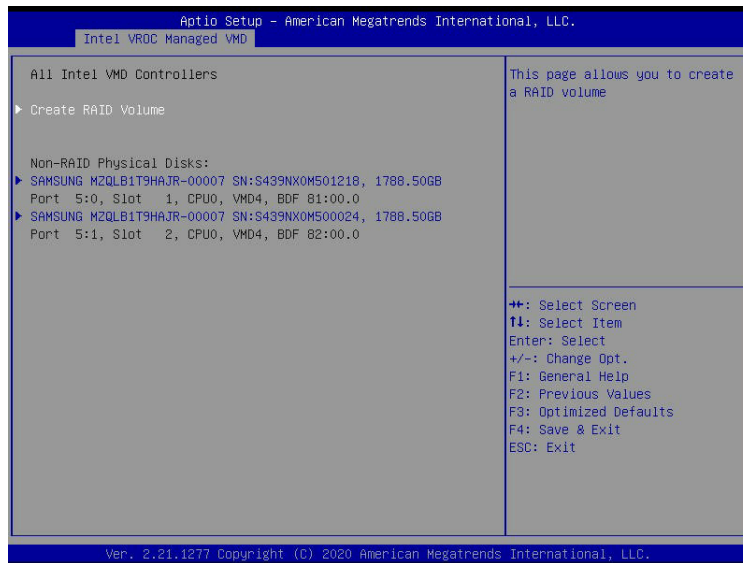 Aptio Setup – American Megatrends International, LLC.
Intel VROC Managed VMD
All Intel VMD Controllers
Create RAID Volume
Non-RAID Physical Disks:
SAMSUNG MZQLB1T9HAJR-00007 SN:S439NX0M501218, 1788.50GB
Port 5:0, Slot 1, CPU0, VMD4, BDF 81:00.0
SAMSUNG MZQLB1T9HAJR-00007 SN:S439NX0M500024, 1788.50GB
Port 5:1, Slot 2, CPU0, VMD4, BDF 82:00.0
This page allows you to create
a RAID volume
→←: Select Screen
↑↓: Select Item
Enter: Select
+/-: Change Opt.
F1: General Help
F2: Previous Values
F3: Optimized Defaults
F4: Save & Exit
ESC: Exit
Ver. 2.21.1277 Copyright (C) 2020 American Megatrends International, LLC.